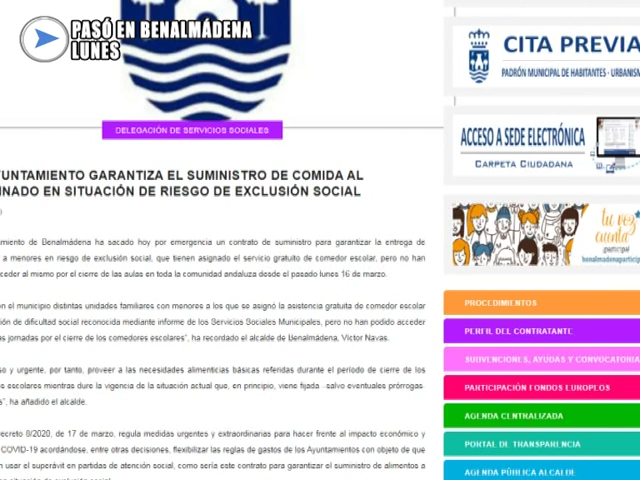 PASÓ EN BENALMÁDENA
LUNES
DELEGACIÓN DE SERVICIOS SOCIALES
YUNTAMIENTO GARANTIZA EL SUMINISTRO DE COMIDA AL
INADO EN SITUACIÓN DE RIESGO DE EXCLUSIÓN SOCIAL
amiento de Benalmádena ha sacado hoy por emergencia un contrato de suministro para garantizar la entrega de
a menores en riesgo de exclusión social, que tienen asignado el servicio gratuito de comedor escolar, pero no han
ceder al mismo por el cierre de las aulas en toda la comunidad andaluza desde el pasado lunes 16 de marzo.
en el municipio distintas unidades familiares con menores a los que se asignó la asistencia gratuita de comedor escolar
ción de dificultad social reconocida mediante informe de los Servicios Sociales Municipales, pero no han podido acceder
as jornadas por el cierre de los comedores escolares", ha recordado el alcalde de Benalmádena, Víctor Navas.
so y urgente, por tanto, proveer a las necesidades alimenticias básicas referidas durante el período de cierre de los
s escolares mientras dure la vigencia de la situación actual que, en principio, viene fijada -salvo eventuales prórrogas-
", ha añadido el alcalde.
ecreto 8/2020, de 17 de marzo, regula medidas urgentes y extraordinarias para hacer frente al impacto económico y
COVID-19 acordándose, entre otras decisiones, flexibilizar las reglas de gastos de los Ayuntamientos con objeto de que
n usar el superávit en partidas de atención social, como sería este contrato para garantizar el suministro de alimentos a
CITA PREVIA
PADRÓN MUNICIPAL DE HABITANTES · URBANISM
ACCESO A SEDE ELECTRÓNICA
CARPETA CIUDADANA
tu voz
cuenta
¡participa!
benalmadenapartici
PROCEDIMIENTOS
PERFIL DEL CONTRATANTE
SUBVENCIONES, AYUDAS Y CONVOCATORIA
PARTICIPACIÓN FONDOS EUROPEOS
AGENDA CENTRALIZADA
PORTAL DE TRANSPARENCIA
AGENDA PÚBLICA ALCALDE